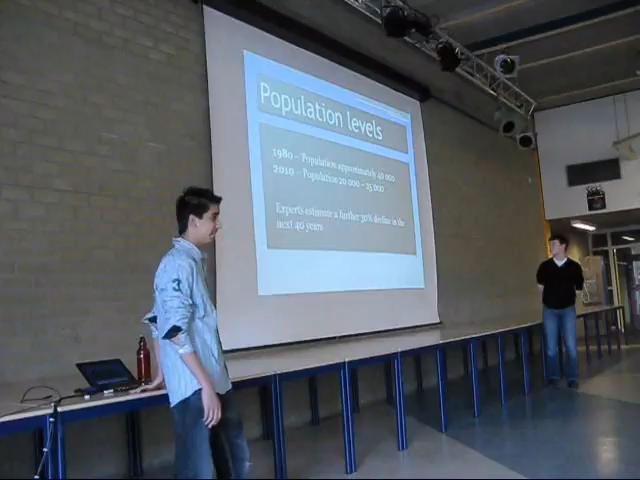 Population levels
1980 – Population approximately 40 000
2010 – Population 20 000 – 25 000
Experts estimate a further 30% decline in the
next 40 years
3